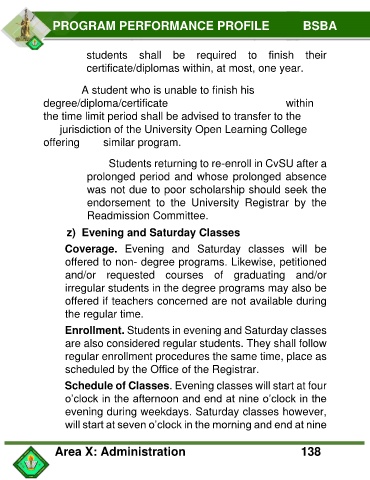 PROGRAM PERFORMANCE PROFILE BSBA
students shall be required to finish their
certificate/diplomas within, at most, one year.
A student who is unable to finish his
degree/diploma/certificate within
the time limit period shall be advised to transfer to the
jurisdiction of the University Open Learning College
offering similar program.
Students returning to re-enroll in CvSU after a
prolonged period and whose prolonged absence
was not due to poor scholarship should seek the
endorsement to the University Registrar by the
Readmission Committee.
z) Evening and Saturday Classes
Coverage. Evening and Saturday classes will be
offered to non- degree programs. Likewise, petitioned
and/or requested courses of graduating and/or
irregular students in the degree programs may also be
offered if teachers concerned are not available during
the regular time.
Enrollment. Students in evening and Saturday classes
are also considered regular students. They shall follow
regular enrollment procedures the same time, place as
scheduled by the Office of the Registrar.
Schedule of Classes. Evening classes will start at four
o'clock in the afternoon and end at nine o'clock in the
evening during weekdays. Saturday classes however,
will start at seven o'clock in the morning and end at nine
Area X: Administration 138